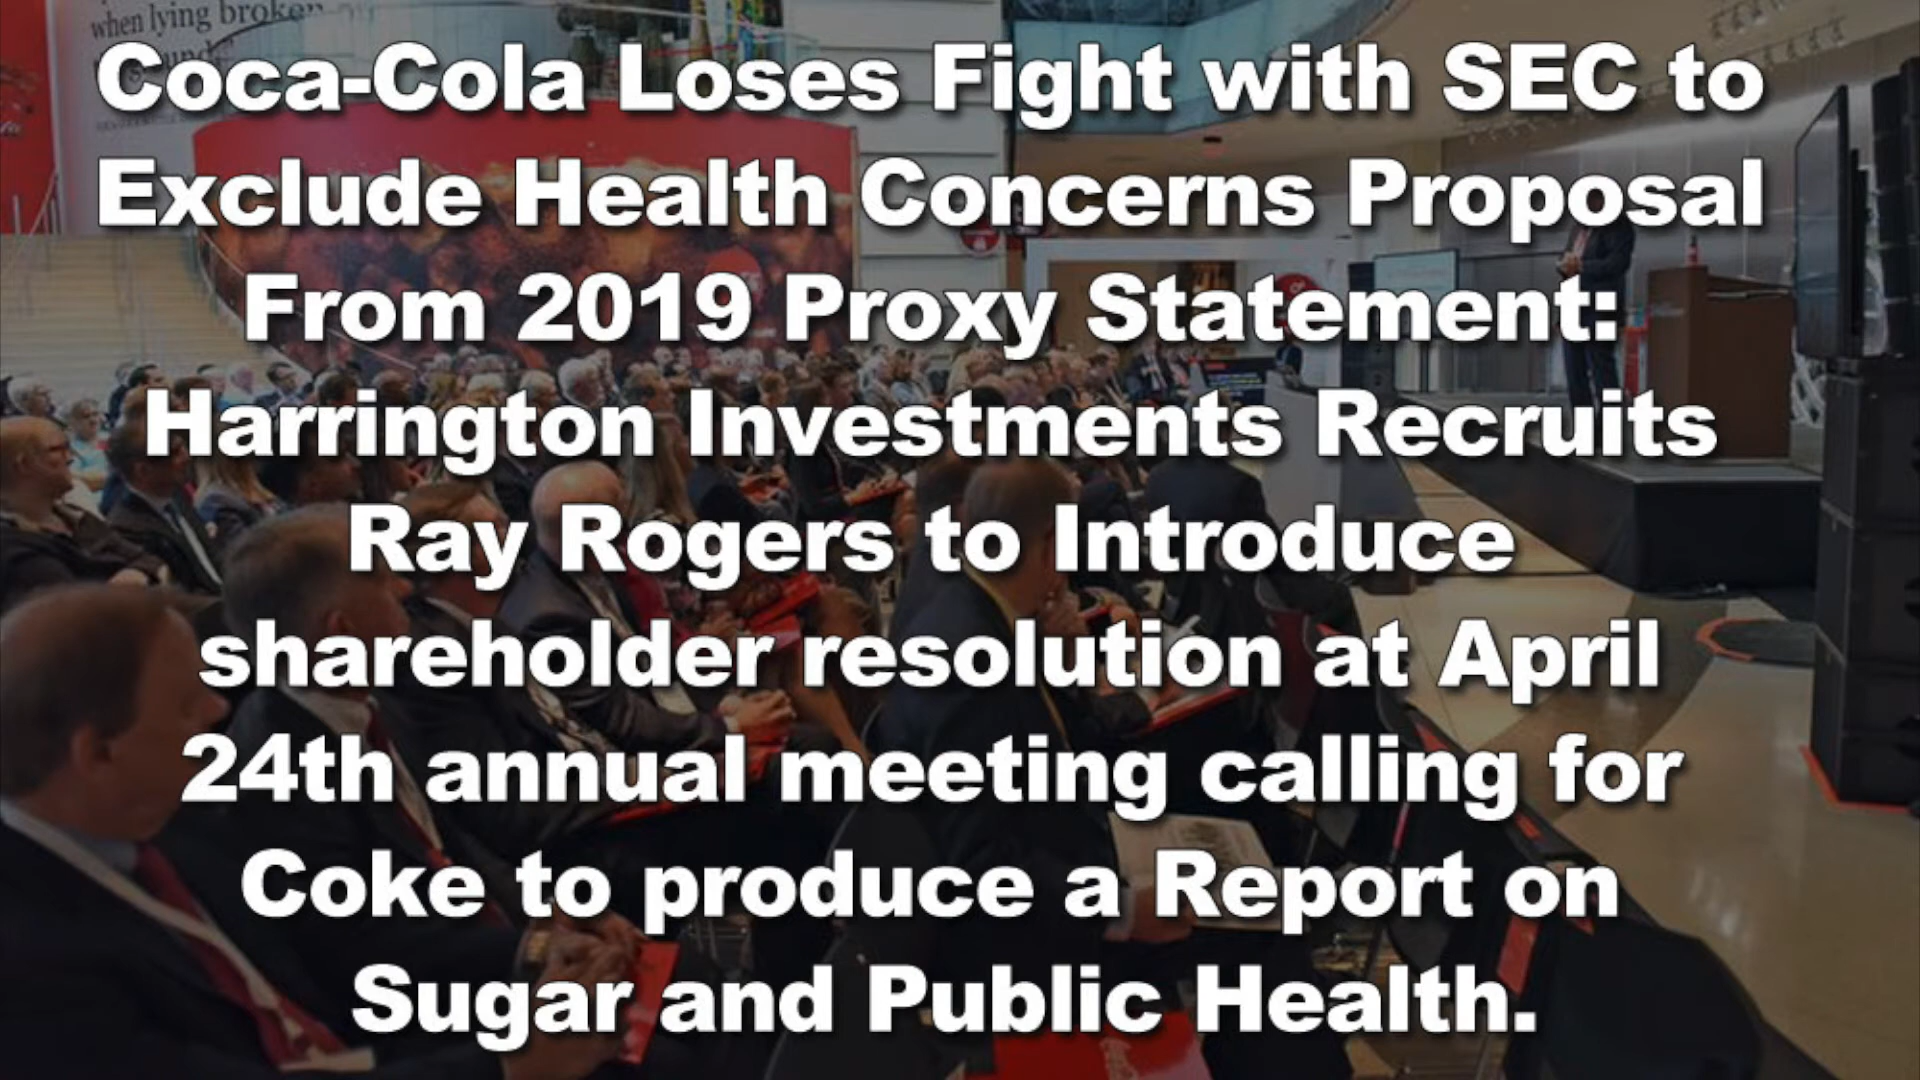 when lying broken
Coca-Cola Loses Fight with SEC to
Exclude Health Concerns Proposal
From 2019 Proxy Statement:
Harrington Investments Recruits
Ray Rogers to Introduce
shareholder resolution at April
24th annual meeting calling for
Coke to produce a Report on
Sugar and Public Health.